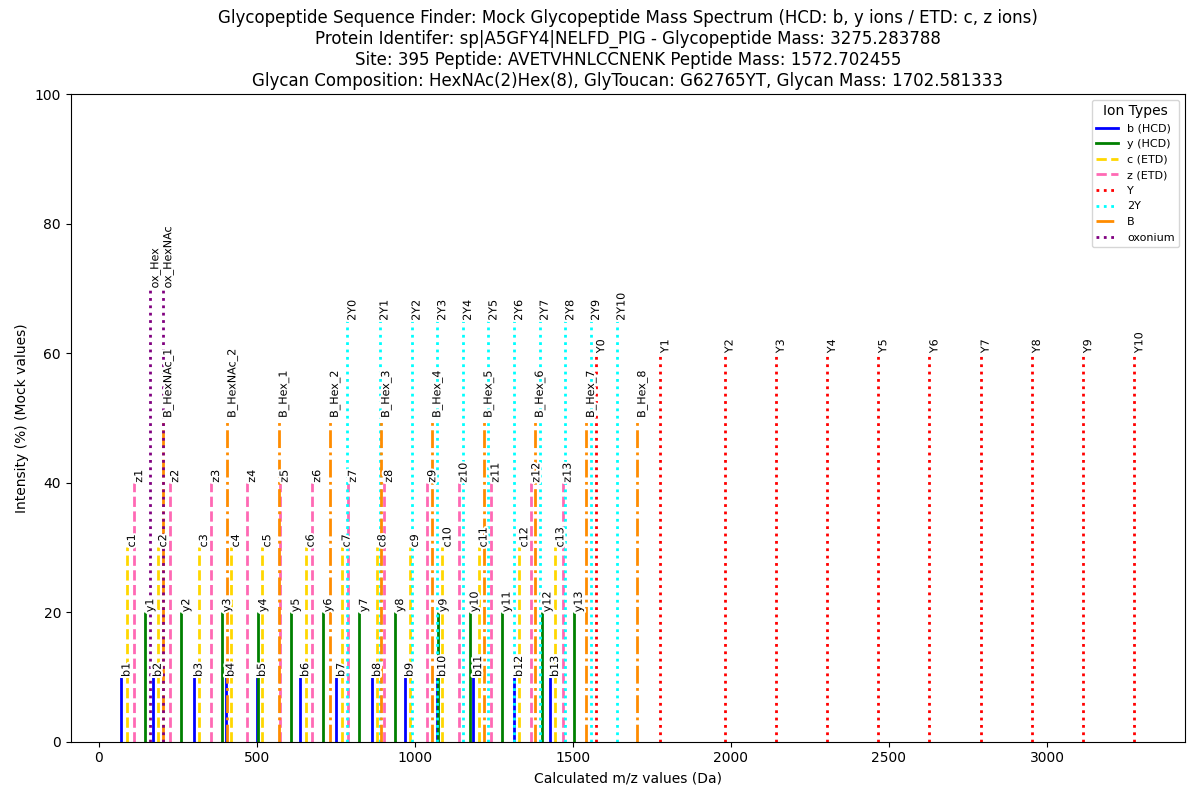 Glycopeptide Sequence Finder: Mock Glycopeptide Mass Spectrum (HCD: b, y ions / ETD: c, z ions)
Protein Identifer: sp|A5GFY4|NELFD_PIG - Glycopeptide Mass: 3275.283788
Site: 395 Peptide: AVETVHNLCCNENK Peptide Mass: 1572.702455
Glycan Composition: HexNAc(2)Hex(8), GlyToucan: G62765YT, Glycan Mass: 1702.581333
Intensity (%) (Mock values)
100
80
60
40
20
0
Ion Types
b (HCD)
y (HCD)
c (ETD)
z (ETD)
Y
2Y
B
oxonium
ox_Hex
ox_HexNAc
2Y0
2Y1
2Y2
2Y3
2Y4
2Y5
2Y6
2Y7
2Y8
2Y9
2Y10
Y0
Y1
Y2
Y3
Y4
Y5
Y6
Y7
Y8
Y9
Y10
B_HexNAc_1
B_HexNAc_2
B_Hex_1
B_Hex_2
B_Hex_3
B_Hex_4
B_Hex_5
B_Hex_6
B_Hex_7
B_Hex_8
z1
z2
z3
z4
z5
z6
z7
z8
z9
z10
z11
z12
z13
c1
c2
c3
c4
c5
c6
c7
c8
c9
c10
c11
c12
c13
y1
y2
y3
y4
y5
y6
y7
y8
y9
y10
y11
y12
y13
b1
b2
b3
b4
b5
b6
b7
b8
b9
b10
b11
b12
b13
0
500
1000
1500
2000
2500
3000
Calculated m/z values (Da)